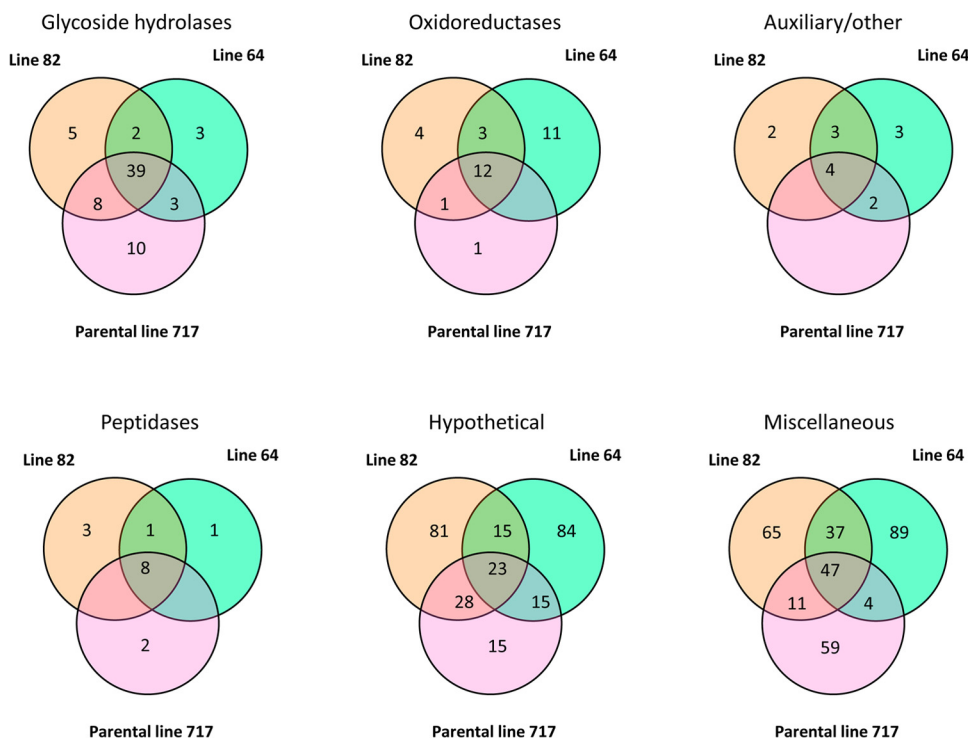 Glycoside hydrolases
Line 82
Line 64
5
2
3
39
8
3
10
Parental line 717
Oxidoreductases
Line 82
Line 64
4
3
11
12
1
1
Parental line 717
Auxiliary/other
Line 82
Line 64
2
3
3
4
2
Parental line 717
Peptidases
Line 82
Line 64
3
1
1
8
2
Parental line 717
Hypothetical
Line 82
Line 64
81
15
84
23
28
15
15
Parental line 717
Miscellaneous
Line 82
Line 64
65
37
89
47
11
4
59
Parental line 717